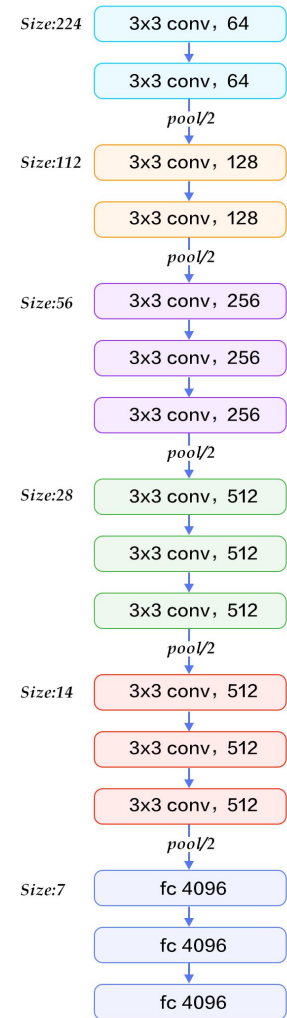 Size:224 3x3 conv, 64
3x3 conv, 64
pool/2
Size:112 3x3 conv, 128
3x3 conv, 128
pool/2
Size:56 3x3 conv, 256
3x3 conv, 256
3x3 conv, 256
pool/2
Size:28 3x3 conv, 512
3x3 conv, 512
3x3 conv, 512
pool/2
Size:14 3x3 conv, 512
3x3 conv, 512
3x3 conv, 512
pool/2
Size:7 fc 4096
fc 4096
fc 4096